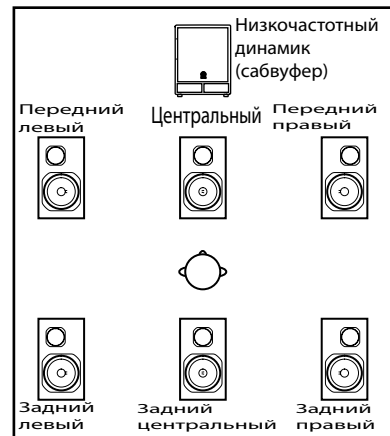 Низкочастотный
динамик
(сабвуфер)
Передний
левый
Центральный
Передний
правый
Задний
левый
Задний
центральный
Задний
правый